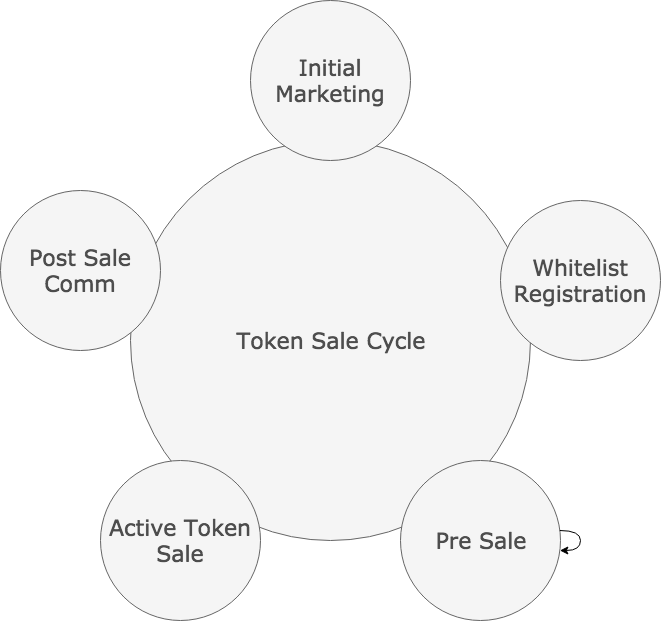 Initial
Marketing
Post Sale
Comm
Whitelist
Registration
Token Sale Cycle
Active Token
Sale
Pre Sale